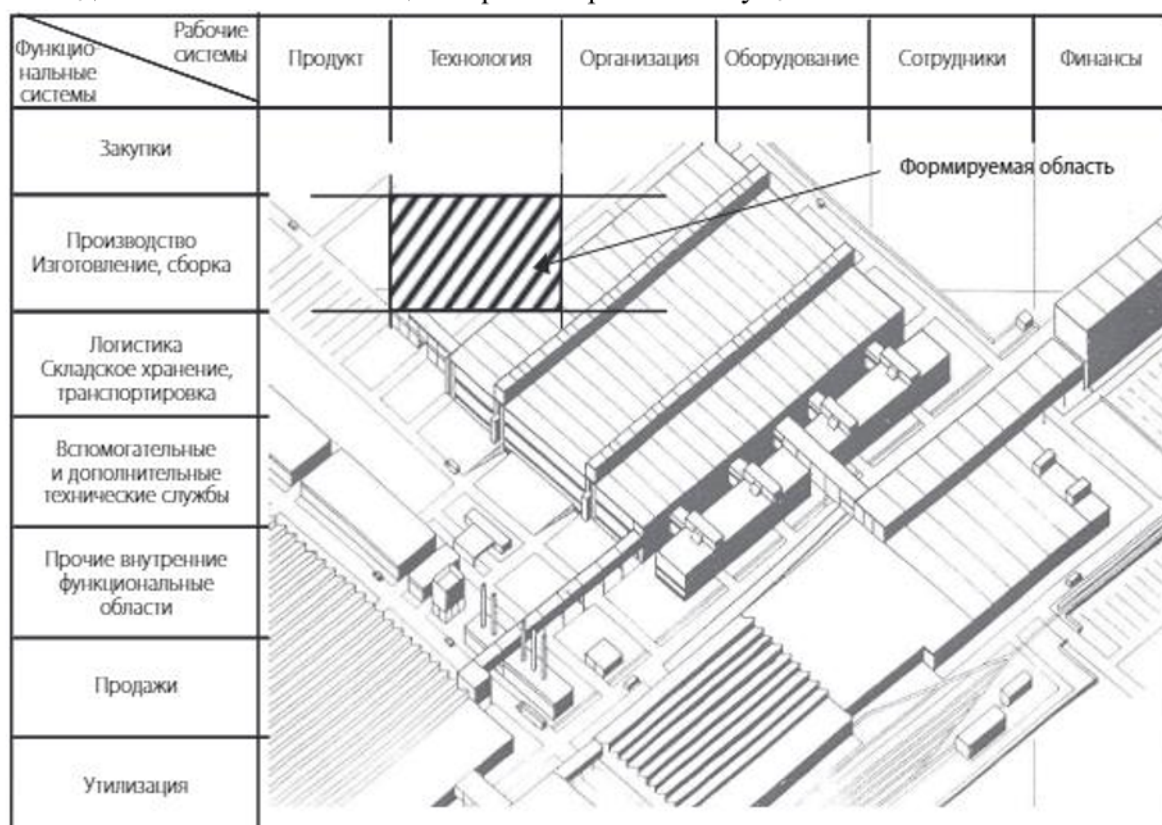 Рабочие
системы
Функцио-
нальные
системы
Продукт
Технология
Организация
Оборудование
Сотрудники
Финансы
Закупки
Формируемая область
Производство
Изготовление, сборка
Логистика
Складское хранение,
транспортировка
Вспомогательные
и дополнительные
технические службы
Прочие внутренние
функциональные
области
Продажи
Утилизация